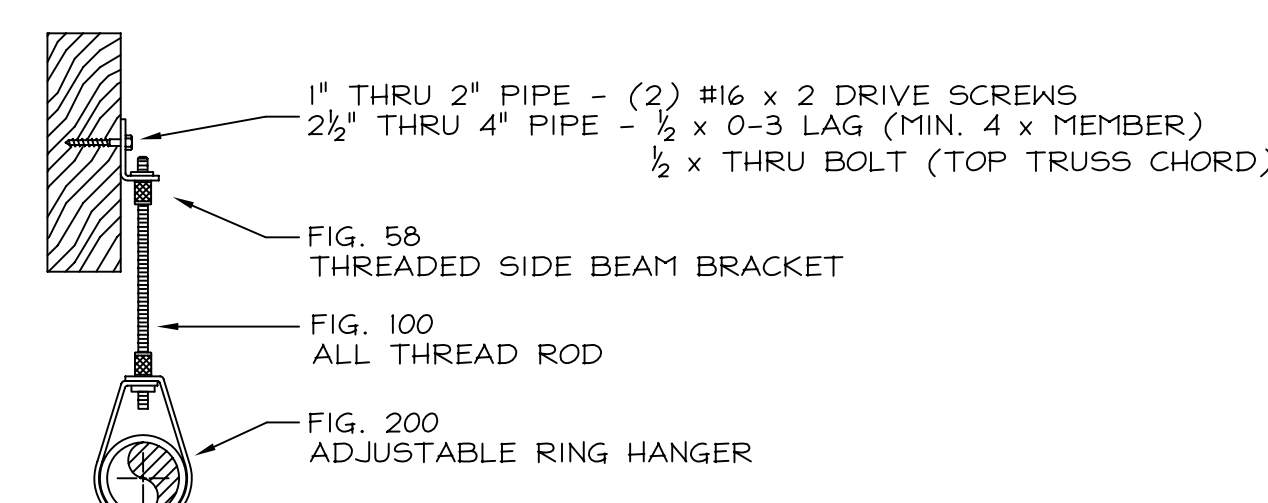 1" THRU 2" PIPE - (2) #16 x 2 DRIVE SCREWS
2½" THRU 4" PIPE - ½ x 0-3 LAG (MIN. 4 x MEMBER)
½ x THRU BOLT (TOP TRUSS CHORD)
FIG. 58
THREADED SIDE BEAM BRACKET
FIG. 100
ALL THREAD ROD
FIG. 200
ADJUSTABLE RING HANGER